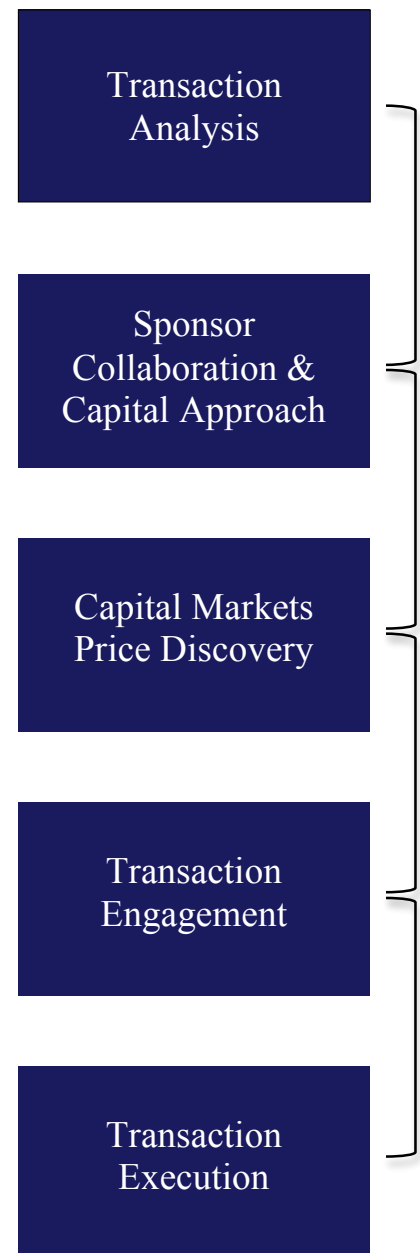 Transaction
Analysis
Sponsor
Collaboration &
Capital Approach
Capital Markets
Price Discovery
Transaction
Engagement
Transaction
Execution